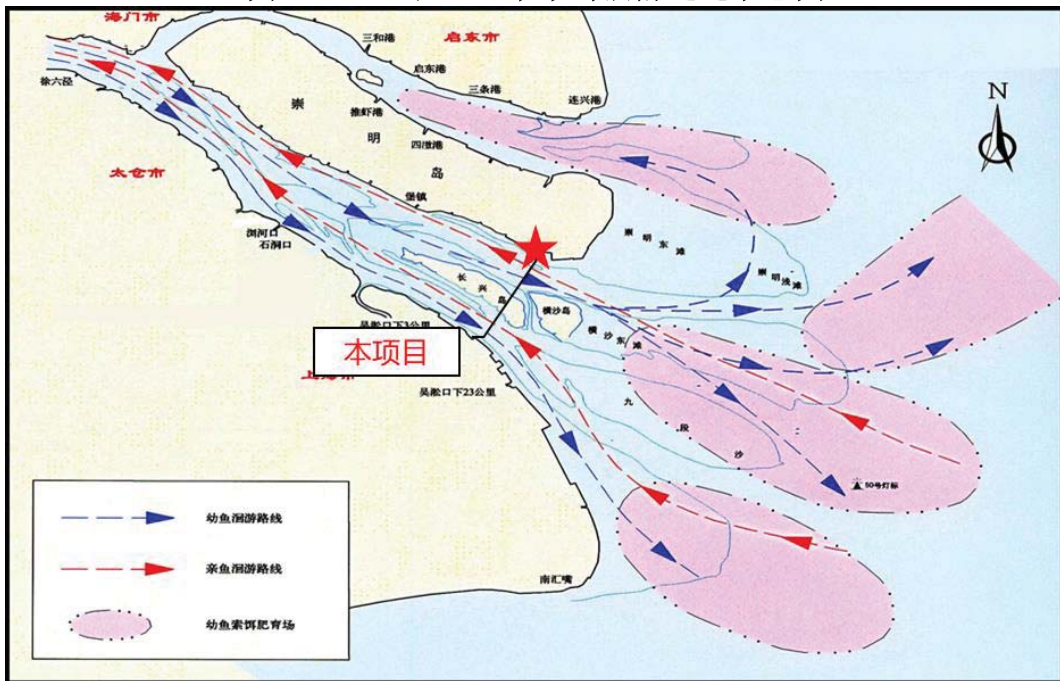 海门市
启东市
三和港
启东港
三条港
连兴港
N
徐六泾
崇
明
岛
推虾港
四滧港
太仓市
堡镇
浏河口
石洞口
崇明东滩
崇明浅滩
长兴岛
横沙岛
横沙东滩
吴淞口下3公里
本项目
上海市
吴淞口下23公里
九段沙
50号灯标
幼鱼洄游路线
亲鱼洄游路线
南汇嘴
幼鱼索饵肥育场